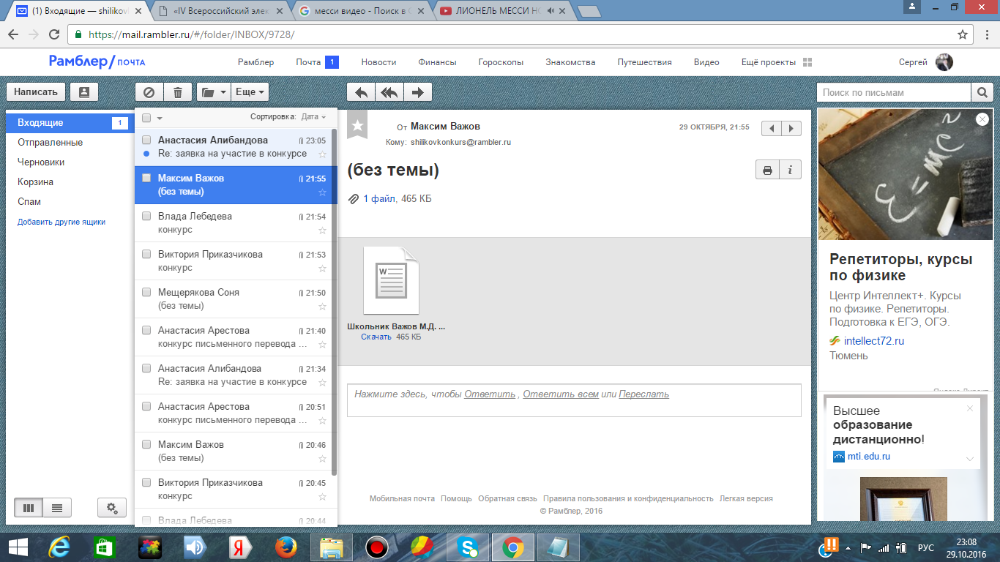 (1) Входящие — shilikov
«IV Всероссийский элек
месси видео - Поиск в G
ЛИОНЕЛЬ МЕССИ НО
https://mail.rambler.ru/#/folder/INBOX/9728/
Рамблер/ПОЧТА
Рамблер
Почта 1
Новости
Финансы
Гороскопы
Знакомства
Путешествия
Видео
Ещё проекты
Сергей
Написать
Еще
Поиск по письмам
Входящие 1
Отправленные
Черновики
Корзина
Спам
Добавить другие ящики
Сортировка: Дата
Анастасия Алибандова 23:05
Re: заявка на участие в конкурсе
Максим Важов 21:55
(без темы)
Влада Лебедева 21:54
конкурс
Виктория Приказчикова 21:53
конкурс
Мещерякова Соня 21:50
(без темы)
Анастасия Арестова 21:40
конкурс письменного перевода ...
Анастасия Алибандова 21:34
Re: заявка на участие в конкурсе
Анастасия Арестова 20:51
конкурс письменного перевода ...
Максим Важов 20:46
(без темы)
Виктория Приказчикова 20:45
конкурс
Влада Лебедева 20:44
От Максим Важов
29 ОКТЯБРЯ, 21:55
Кому: shilikovkonkurs@rambler.ru
(без темы)
1 файл, 465 КБ
W
Школьник Важов М.Д. ...
Скачать 465 КБ
Нажмите здесь, чтобы Ответить , Ответить всем или Переслать
Мобильная почта Помощь Обратная связь Правила пользования и конфиденциальность Легкая версия
© Рамблер, 2016
E=mc²
Репетиторы, курсы
по физике
Центр Интеллект+. Курсы
по физике. Репетиторы.
Подготовка к ЕГЭ, ОГЭ.
intellect72.ru
Тюмень
Высшее
образование
дистанционно!
mti.edu.ru
РУС
23:08
29.10.2016